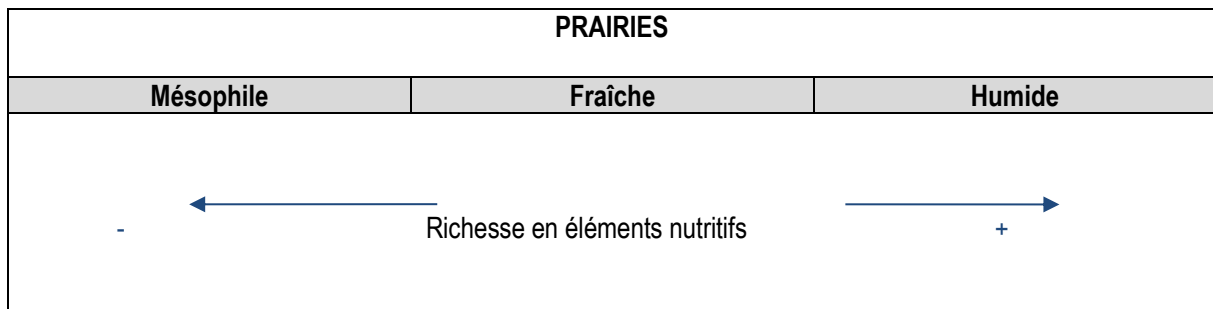 PRAIRIES
Mésophile Fraîche Humide
- Richesse en éléments nutritifs +